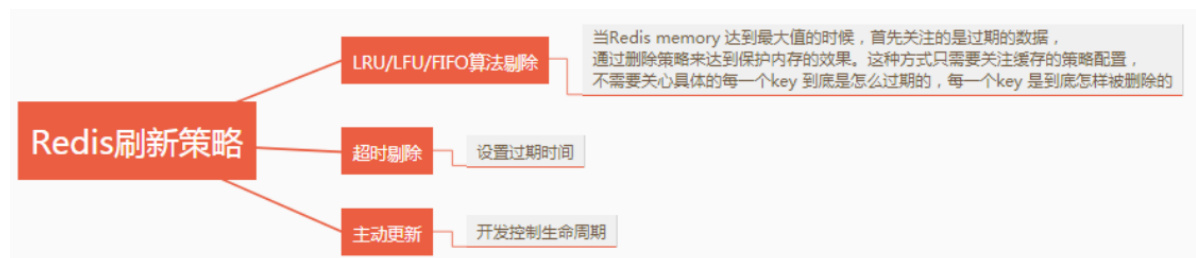 Redis刷新策略
LRU/LFU/FIFO算法剔除
当Redis memory 达到最大值的时候，首先关注的是过期的数据，
通过删除策略来达到保护内存的效果。这种方式只需要关注缓存的策略配置，
不需要关心具体的每一个key 到底是怎么过期的，每一个key 是到底怎样被删除的
超时剔除
设置过期时间
主动更新
开发控制生命周期